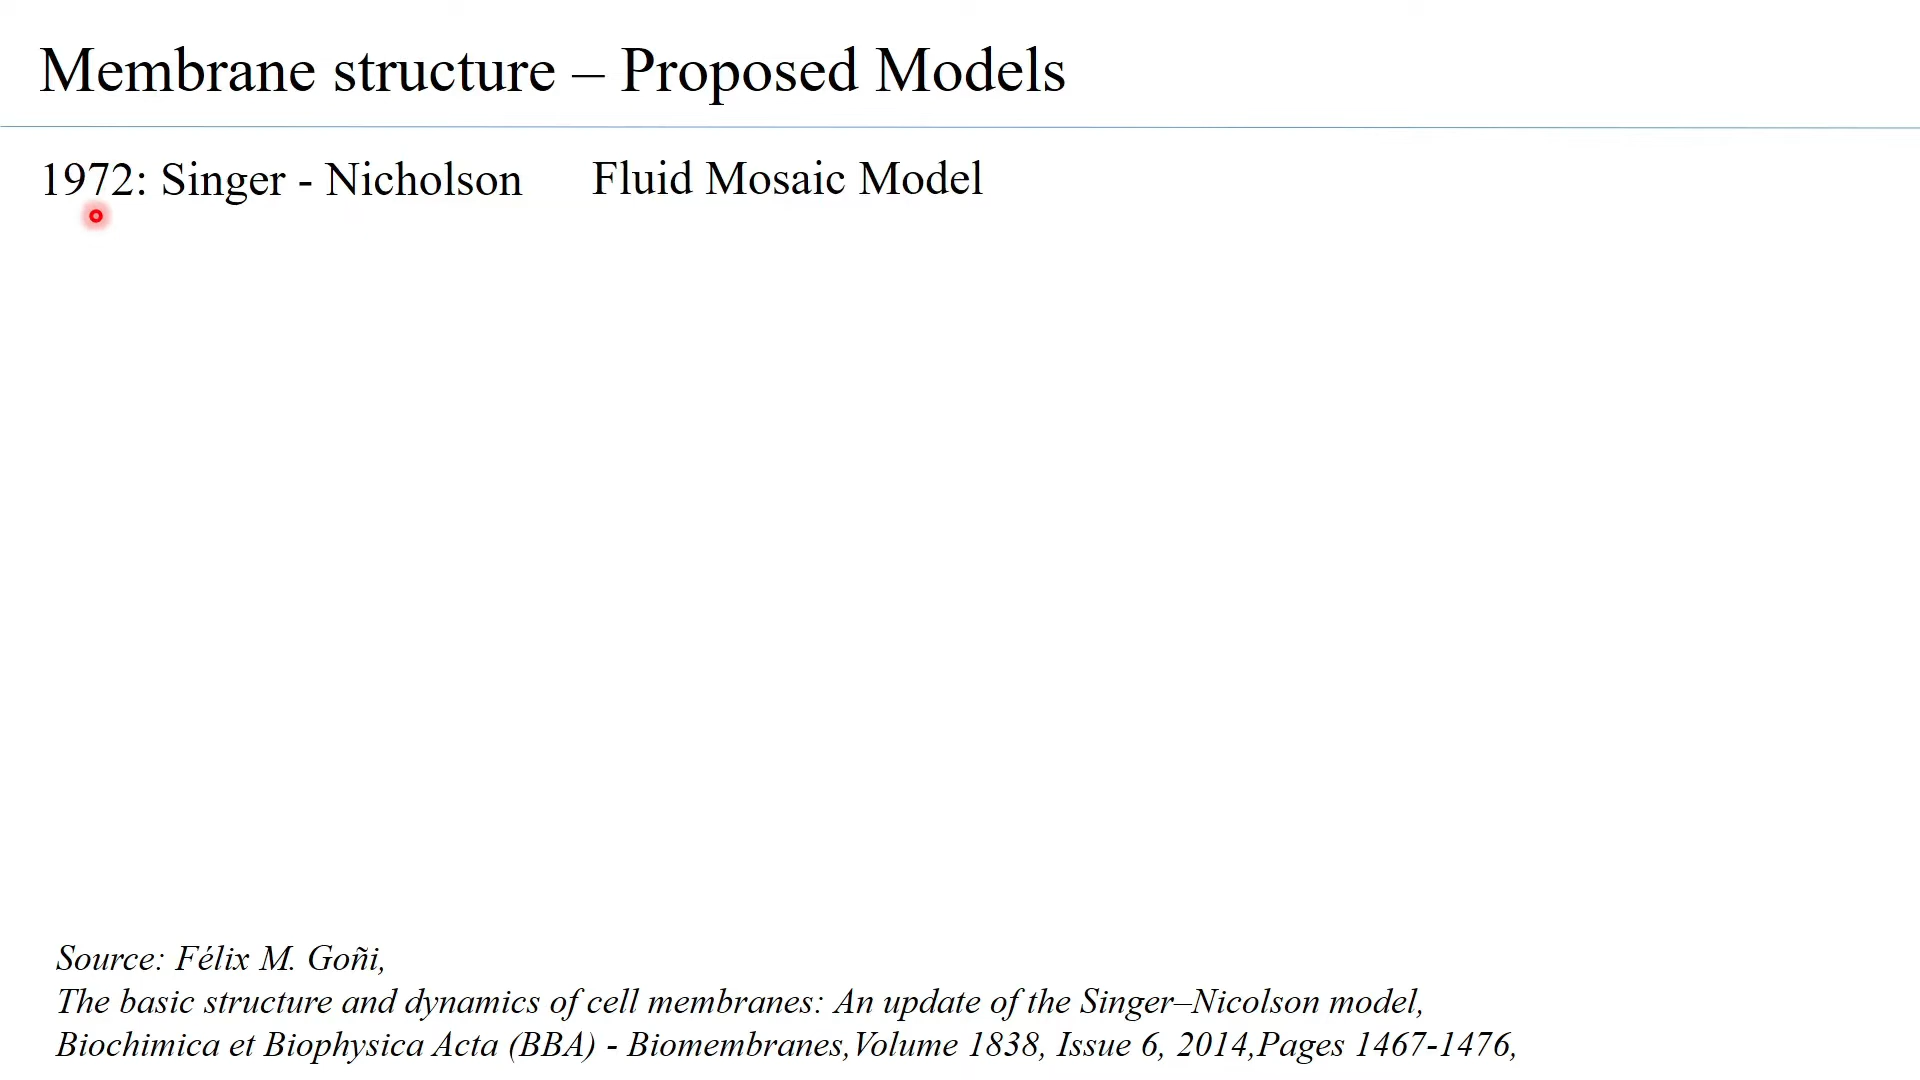 Membrane structure – Proposed Models
1972: Singer - Nicholson Fluid Mosaic Model
Source: Félix M. Goñi,
The basic structure and dynamics of cell membranes: An update of the Singer–Nicolson model,
Biochimica et Biophysica Acta (BBA) - Biomembranes,Volume 1838, Issue 6, 2014,Pages 1467-1476,